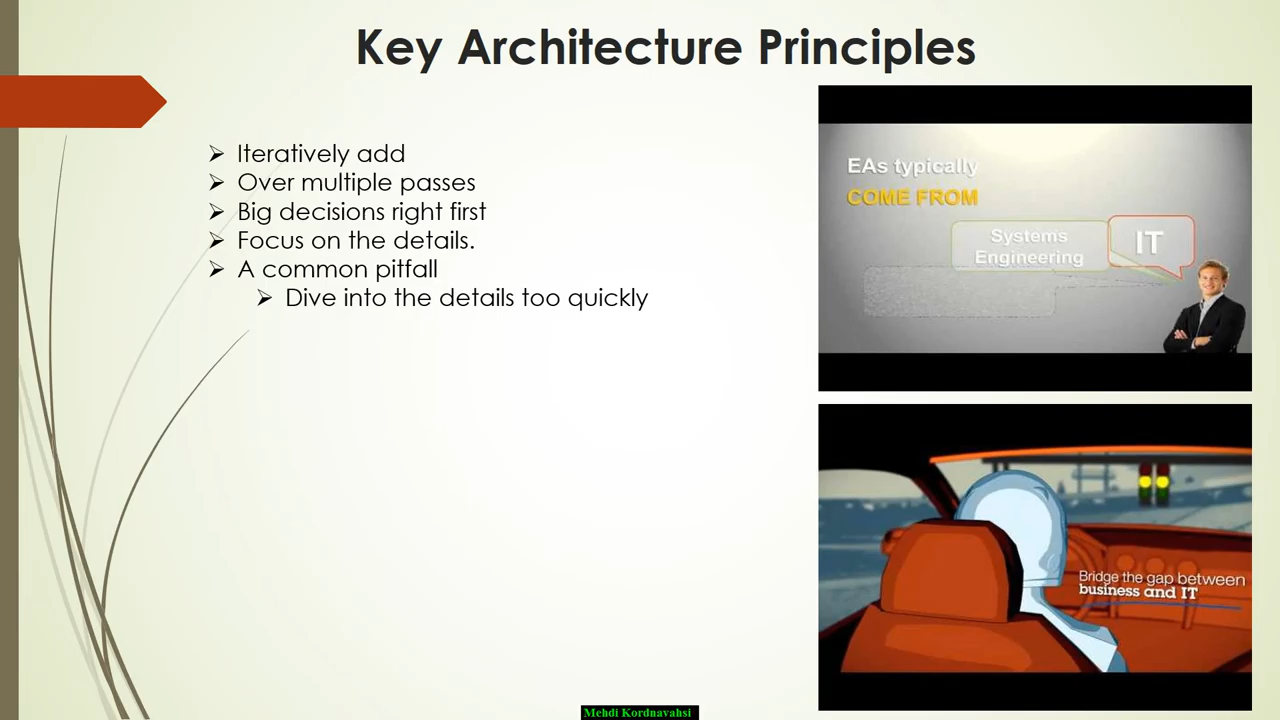 Key Architecture Principles
Iteratively add
Over multiple passes
Big decisions right first
Focus on the details.
A common pitfall
Dive into the details too quickly
EAs typically
COME FROM
Systems
Engineering
IT
Bridge the gap between
business and IT
Mehdi Kordnavahsi